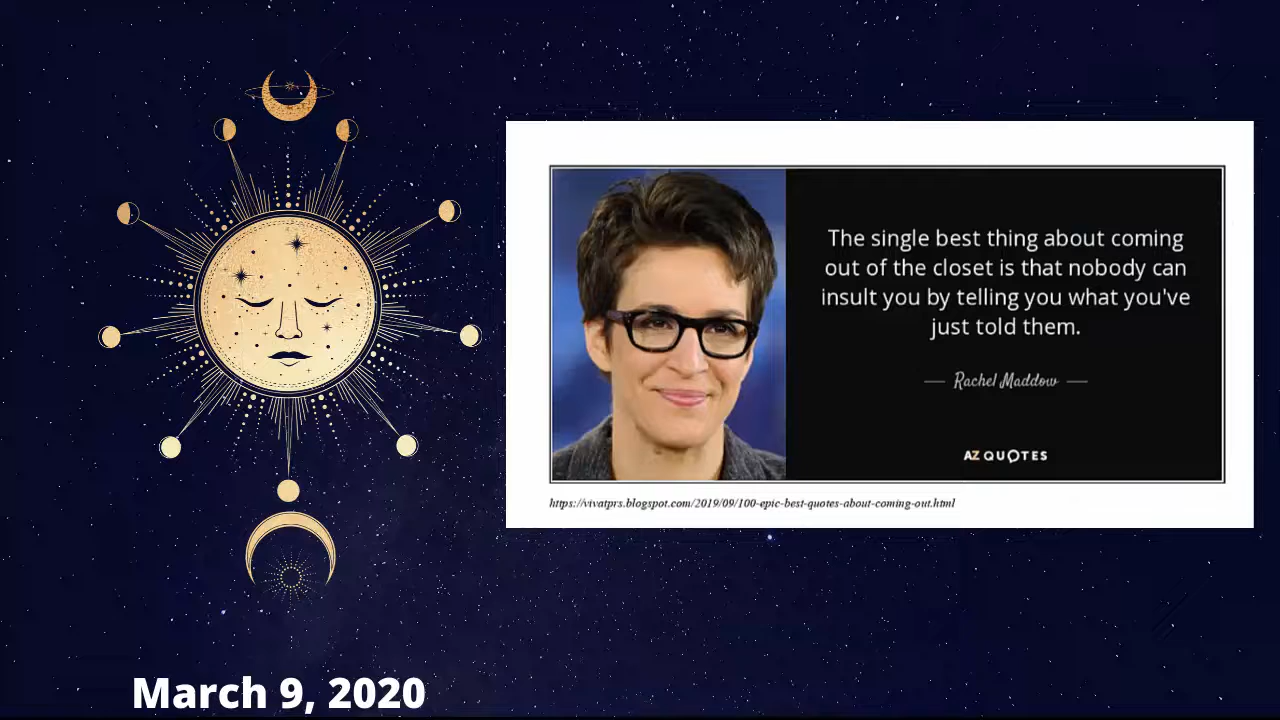 The single best thing about coming
out of the closet is that nobody can
insult you by telling you what you've
just told them.
Rachel Maddow
AZ QUOTES
https://vivatprs.blogspot.com/2019/09/100-epic-best-quotes-about-coming-out.html
March 9, 2020